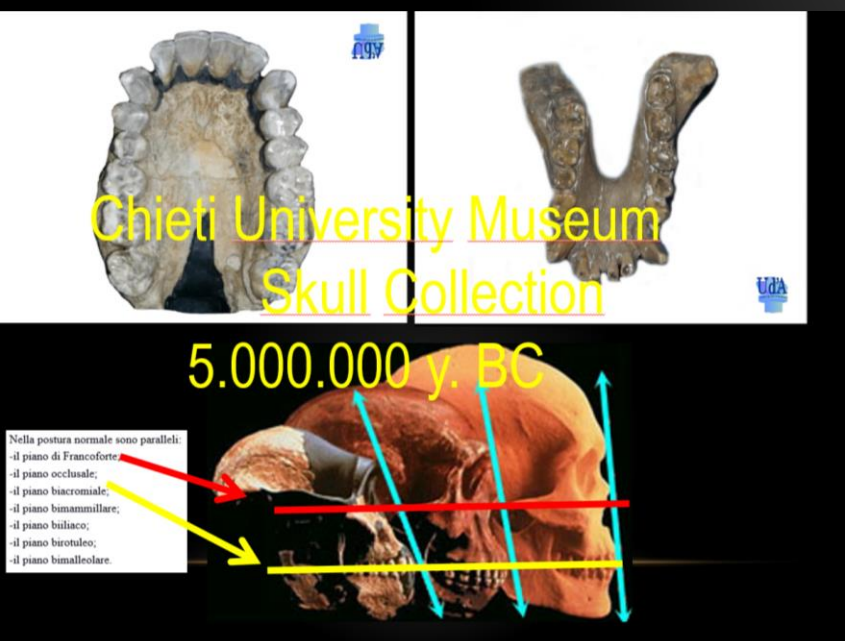 UdA
UdA
Chieti University Museum
Skull Collection
5.000.000 y. BC
Nella postura normale sono paralleli:
-il piano di Francoforte;
-il piano occlusale;
-il piano biacromiale;
-il piano bimammillare;
-il piano biiliaco;
-il piano birotuleo;
-il piano bimalleolare.